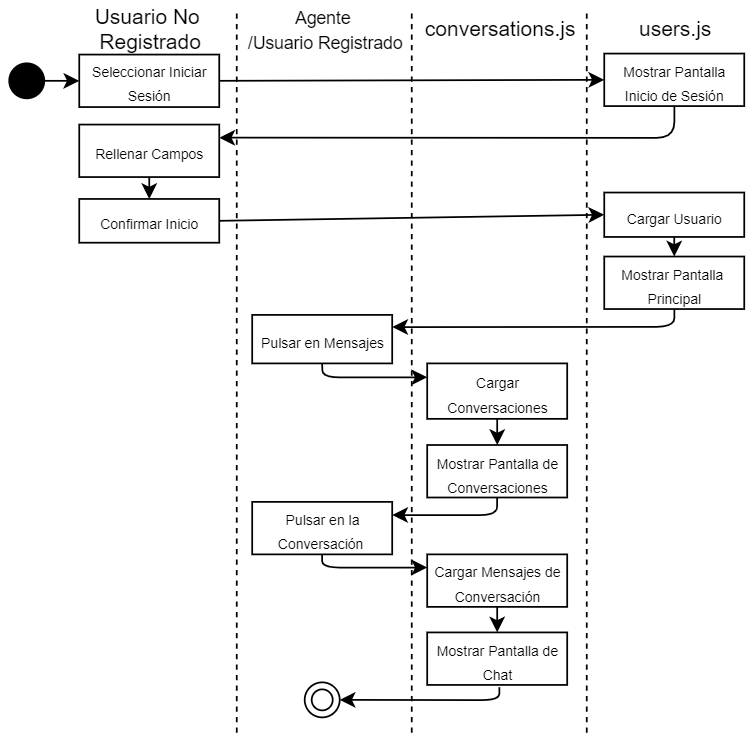 Usuario No
Registrado
Agente
/Usuario Registrado
conversations.js
users.js
Seleccionar Iniciar
Sesión
Mostrar Pantalla
Inicio de Sesión
Rellenar Campos
Confirmar Inicio
Cargar Usuario
Mostrar Pantalla
Principal
Pulsar en Mensajes
Cargar
Conversaciones
Mostrar Pantalla de
Conversaciones
Pulsar en la
Conversación
Cargar Mensajes de
Conversación
Mostrar Pantalla de
Chat